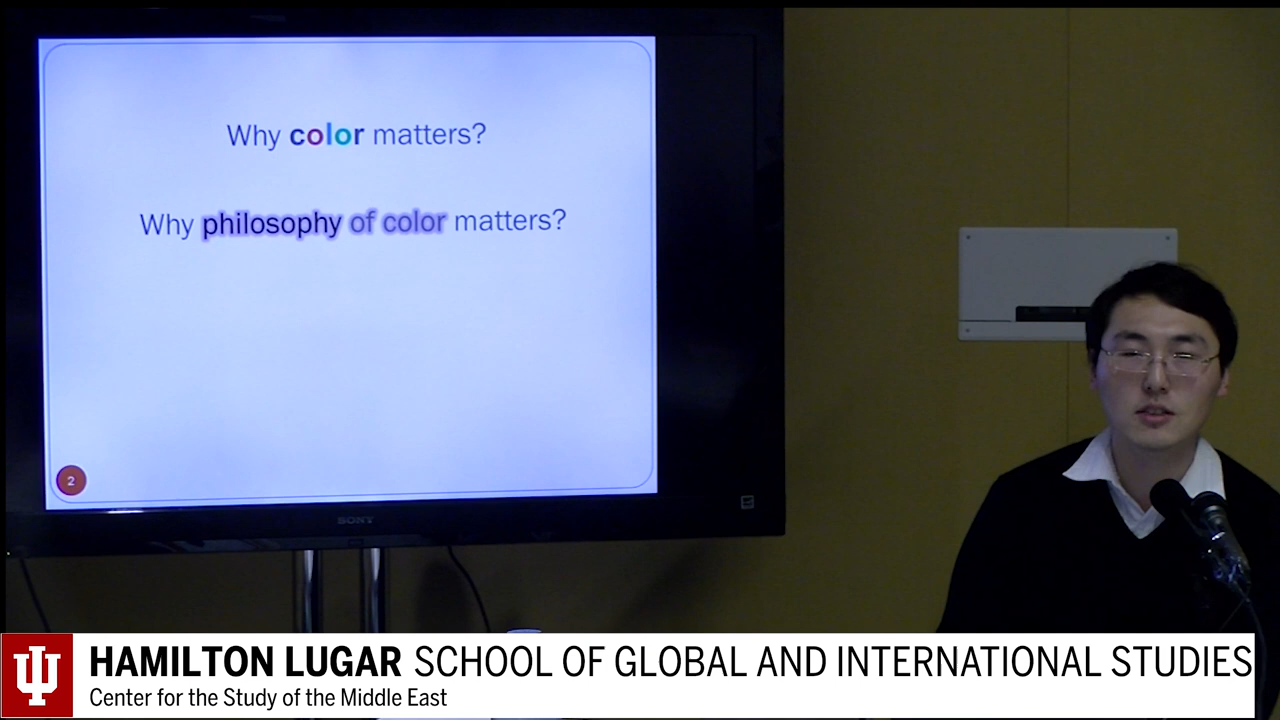 Why color matters?
Why philosophy of color matters?
2
SONY
HAMILTON LUGAR SCHOOL OF GLOBAL AND INTERNATIONAL STUDIES
Center for the Study of the Middle East